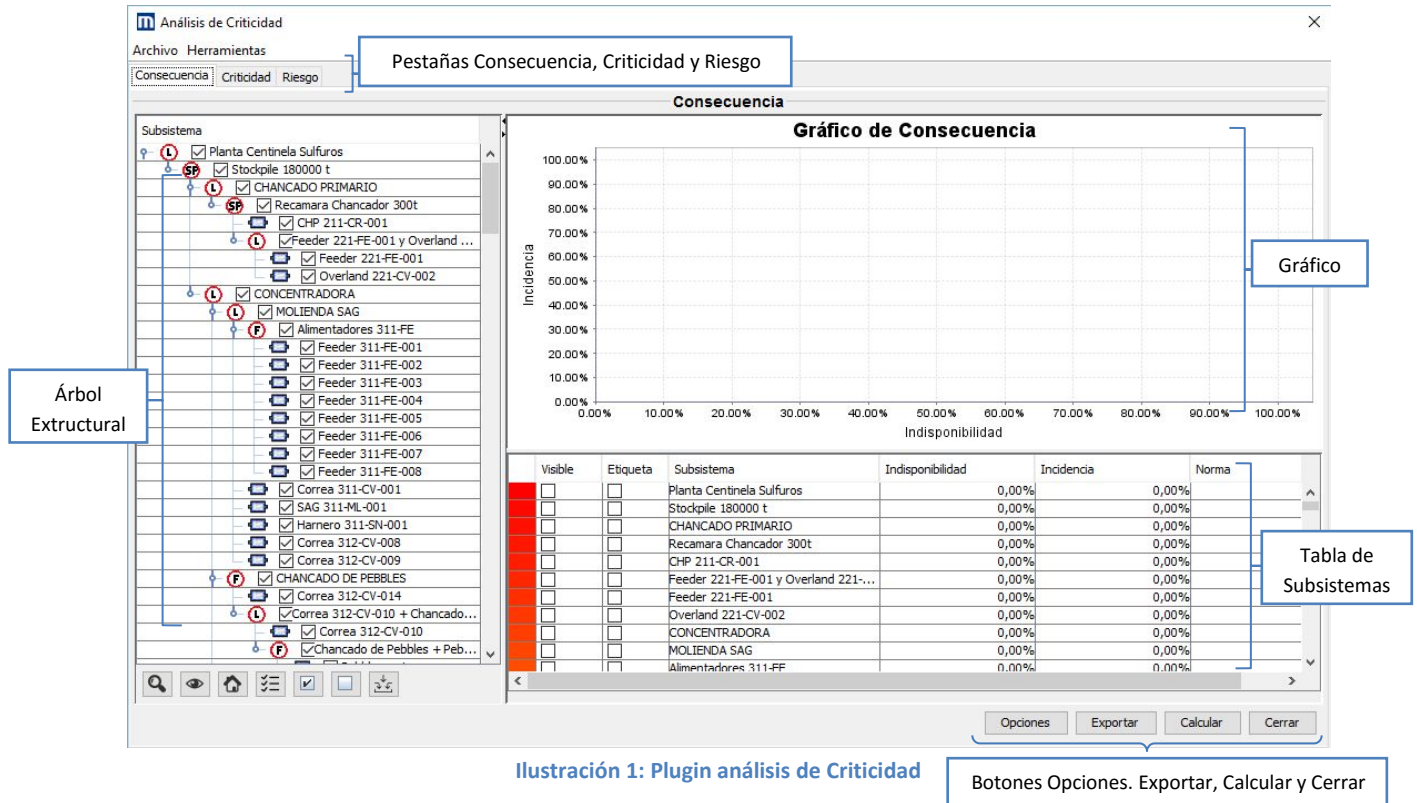 Análisis de Criticidad
Archivo Herramientas
Pestañas Consecuencia, Criticidad y Riesgo
Consecuencia Criticidad Riesgo
Consecuencia
Subsistema
L Planta Centinela Sulfuros
SP Stockpile 180000 t
L CHANCADO PRIMARIO
SP Recamara Chancador 300t
CHP 211-CR-001
L Feeder 221-FE-001 y Overland ...
Feeder 221-FE-001
Overland 221-CV-002
L CONCENTRADORA
L MOLIENDA SAG
F Alimentadores 311-FE
Feeder 311-FE-001
Feeder 311-FE-002
Feeder 311-FE-003
Feeder 311-FE-004
Feeder 311-FE-005
Feeder 311-FE-006
Feeder 311-FE-007
Feeder 311-FE-008
Correa 311-CV-001
SAG 311-ML-001
Harnero 311-SN-001
Correa 312-CV-008
Correa 312-CV-009
F CHANCADO DE PEBBLES
Correa 312-CV-014
L Correa 312-CV-010 + Chancado...
Correa 312-CV-010
F Chancado de Pebbles + Peb...
Árbol
Extructural
Gráfico de Consecuencia
100.00%
90.00%
80.00%
70.00%
60.00%
50.00%
40.00%
30.00%
20.00%
10.00%
0.00%
Incidencia
0.00% 10.00% 20.00% 30.00% 40.00% 50.00% 60.00% 70.00% 80.00% 90.00% 100.00%
Indisponibilidad
Gráfico
Visible Etiqueta Subsistema Indisponibilidad Incidencia Norma
Planta Centinela Sulfuros 0,00% 0,00%
Stockpile 180000 t 0,00% 0,00%
CHANCADO PRIMARIO 0,00% 0,00%
Recamara Chancador 300t 0,00% 0,00%
CHP 211-CR-001 0,00% 0,00%
Feeder 221-FE-001 y Overland 221-... 0,00% 0,00%
Feeder 221-FE-001 0,00% 0,00%
Overland 221-CV-002 0,00% 0,00%
CONCENTRADORA 0,00% 0,00%
MOLIENDA SAG 0,00% 0,00%
Alimentadores 311-FE 0,00% 0,00%
Tabla de
Subsistemas
Opciones Exportar Calcular Cerrar
Ilustración 1: Plugin análisis de Criticidad
Botones Opciones. Exportar, Calcular y Cerrar